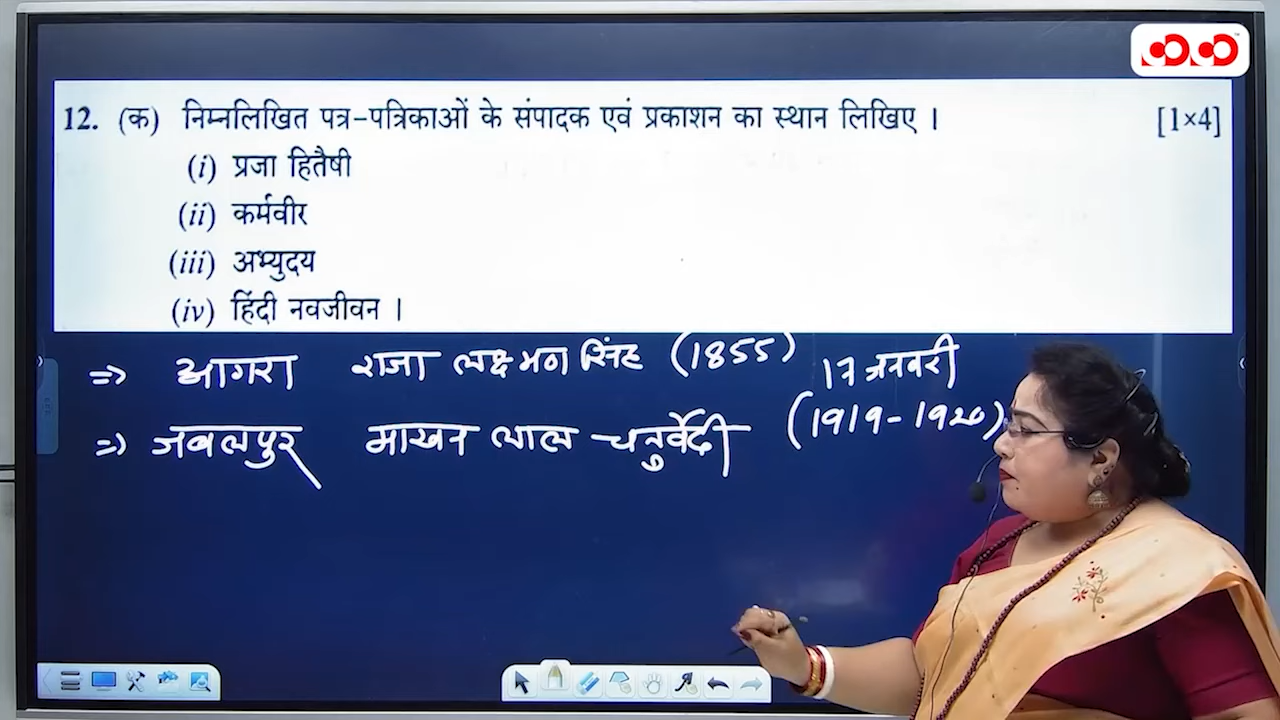 12. (क) निम्नलिखित पत्र-पत्रिकाओं के संपादक एवं प्रकाशन का स्थान लिखिए । [1×4]
(i) प्रजा हितैषी
(ii) कर्मवीर
(iii) अभ्युदय
(iv) हिंदी नवजीवन ।
=> आगरा राजा लक्ष्मण सिंह (1855)
17 जनवरी
=> जबलपुर माखन लाल चतुर्वेदी (1919-1920)